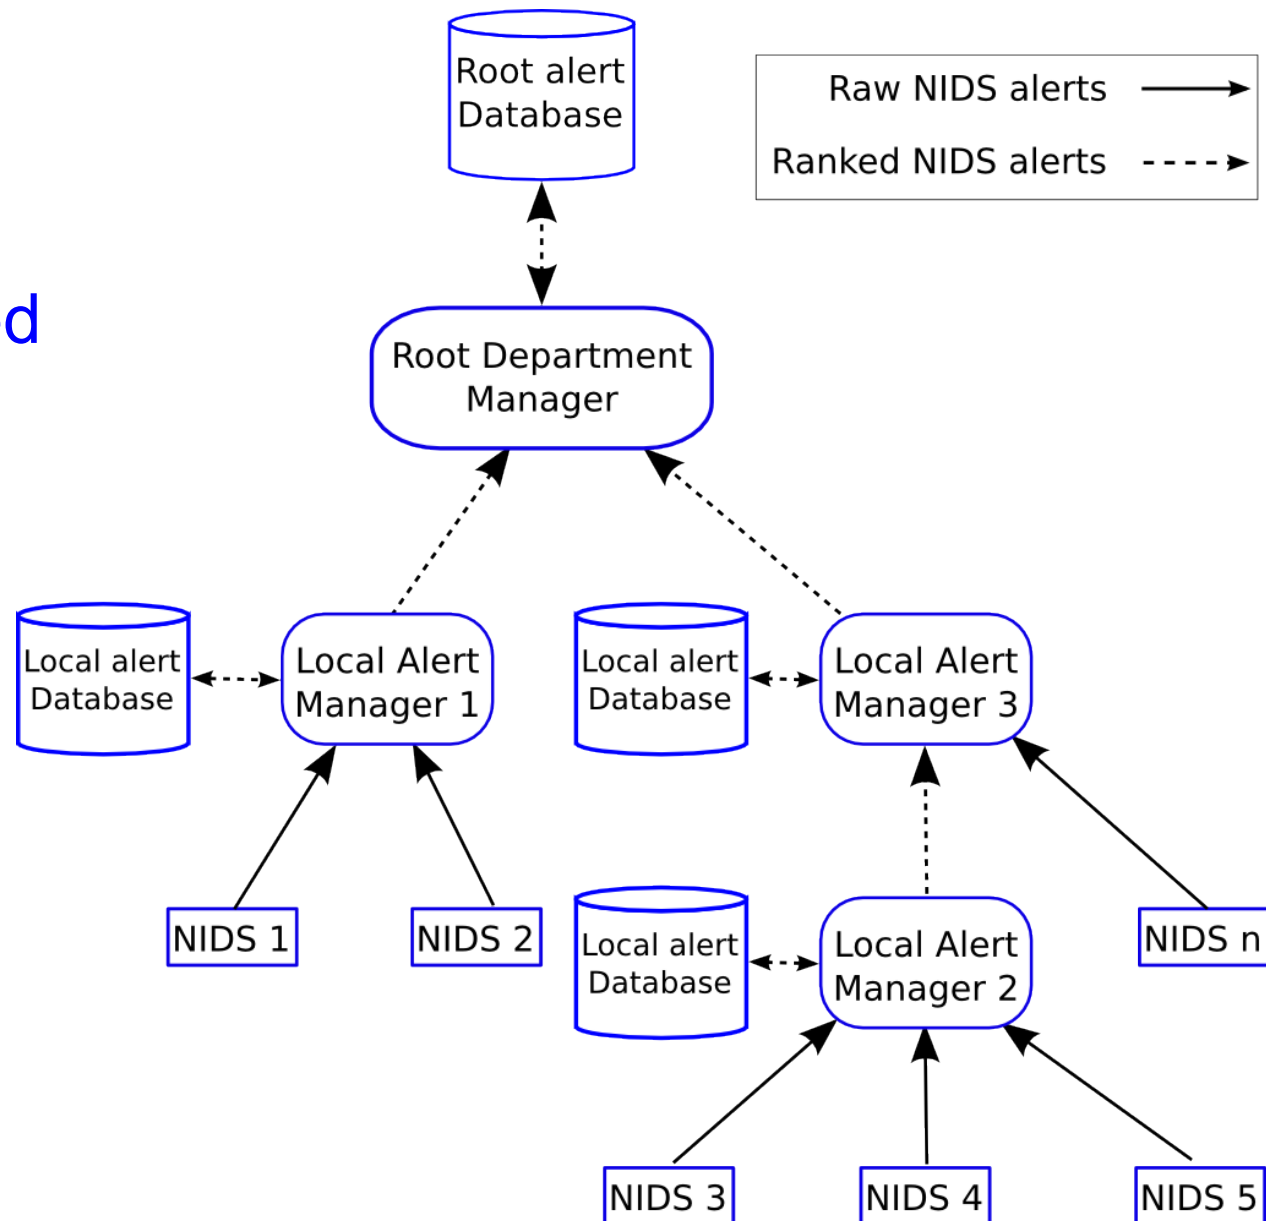 Root alert
Database
Raw NIDS alerts
Ranked NIDS alerts
d
Root Department
Manager
Local alert
Database
Local Alert
Manager 1
Local alert
Database
Local Alert
Manager 3
NIDS 1
NIDS 2
Local alert
Database
Local Alert
Manager 2
NIDS n
NIDS 3
NIDS 4
NIDS 5